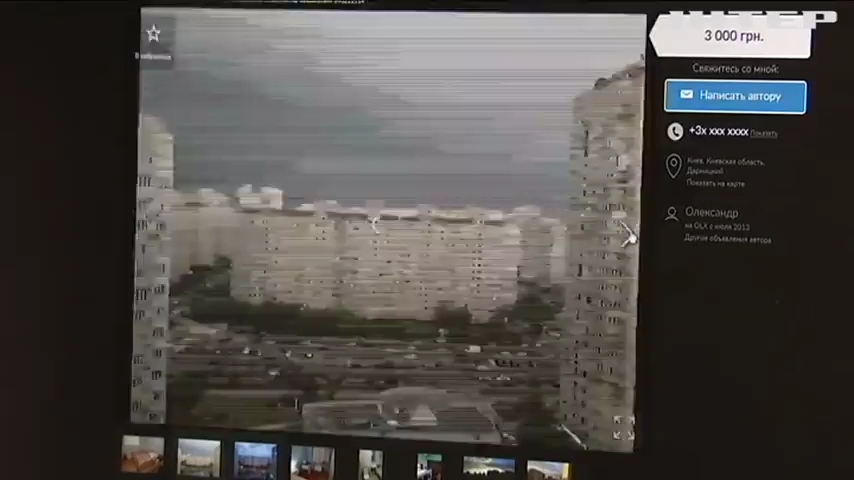 ІНТЕР
3 000 грн.
Свяжитесь со мной:
Написать автору
+3x xxx xxxx Показать
Киев, Киевская область,
Дарницкий
Показать на карте
Олександр
на OLX с июля 2013
Другие объявления автора